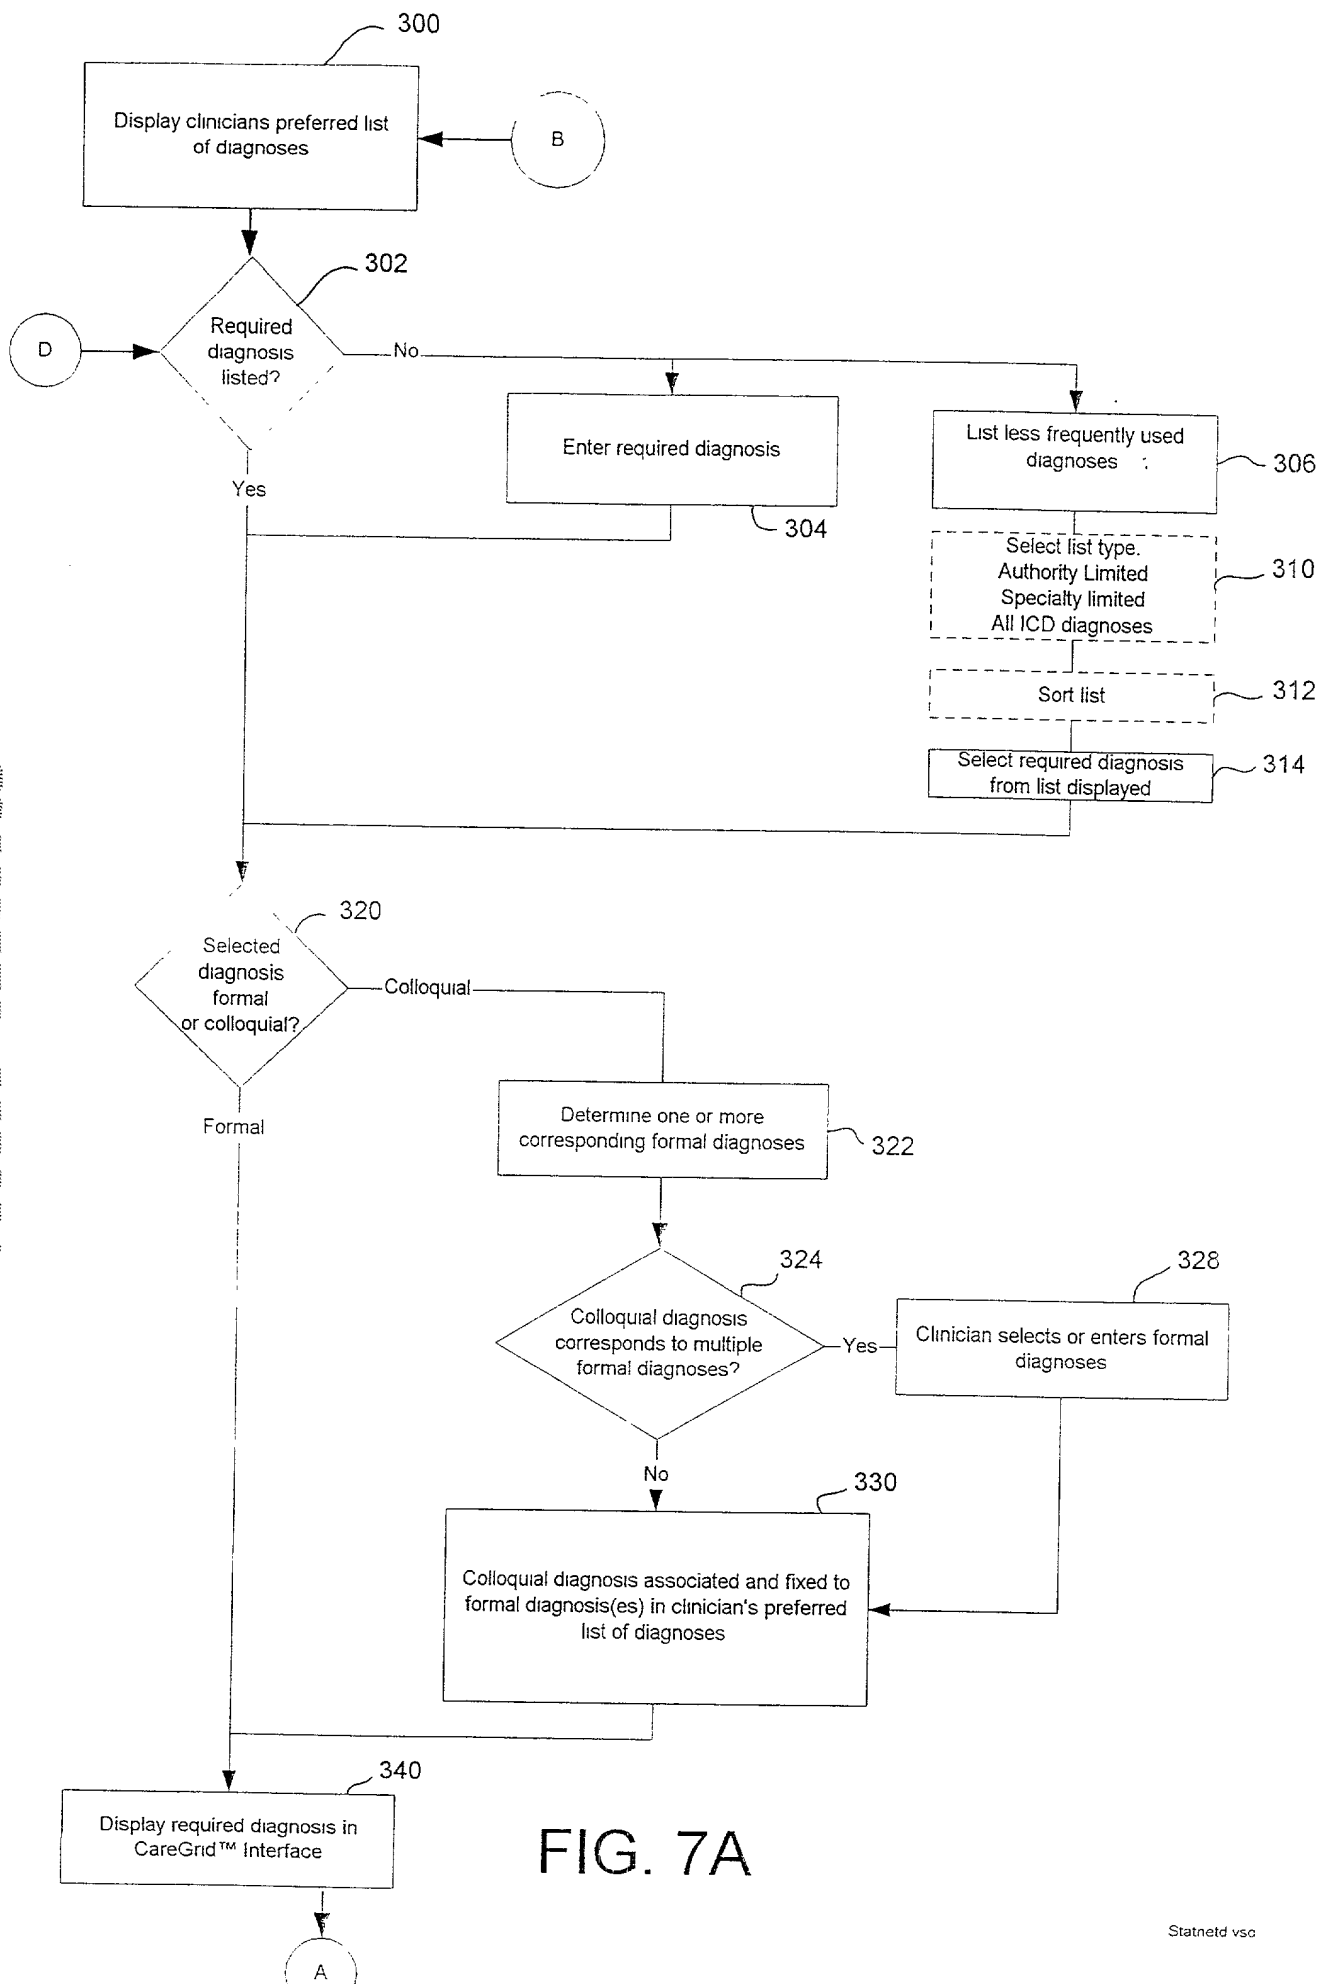 300
Display clinicians preferred list
of diagnoses
B
302
D
Required
diagnosis
listed?
No
Enter required diagnosis
304
List less frequently used
diagnoses
306
Yes
Select list type.
Authority Limited
Specialty limited
All ICD diagnoses
310
Sort list
312
Select required diagnosis
from list displayed
314
320
Selected
diagnosis
formal
or colloquial?
Colloquial
Formal
Determine one or more
corresponding formal diagnoses
322
324
Colloquial diagnosis
corresponds to multiple
formal diagnoses?
Yes
328
Clinician selects or enters formal
diagnoses
No
330
Colloquial diagnosis associated and fixed to
formal diagnosis(es) in clinician's preferred
list of diagnoses
340
Display required diagnosis in
CareGrid™ Interface
FIG. 7A
A
Statnetd vsd